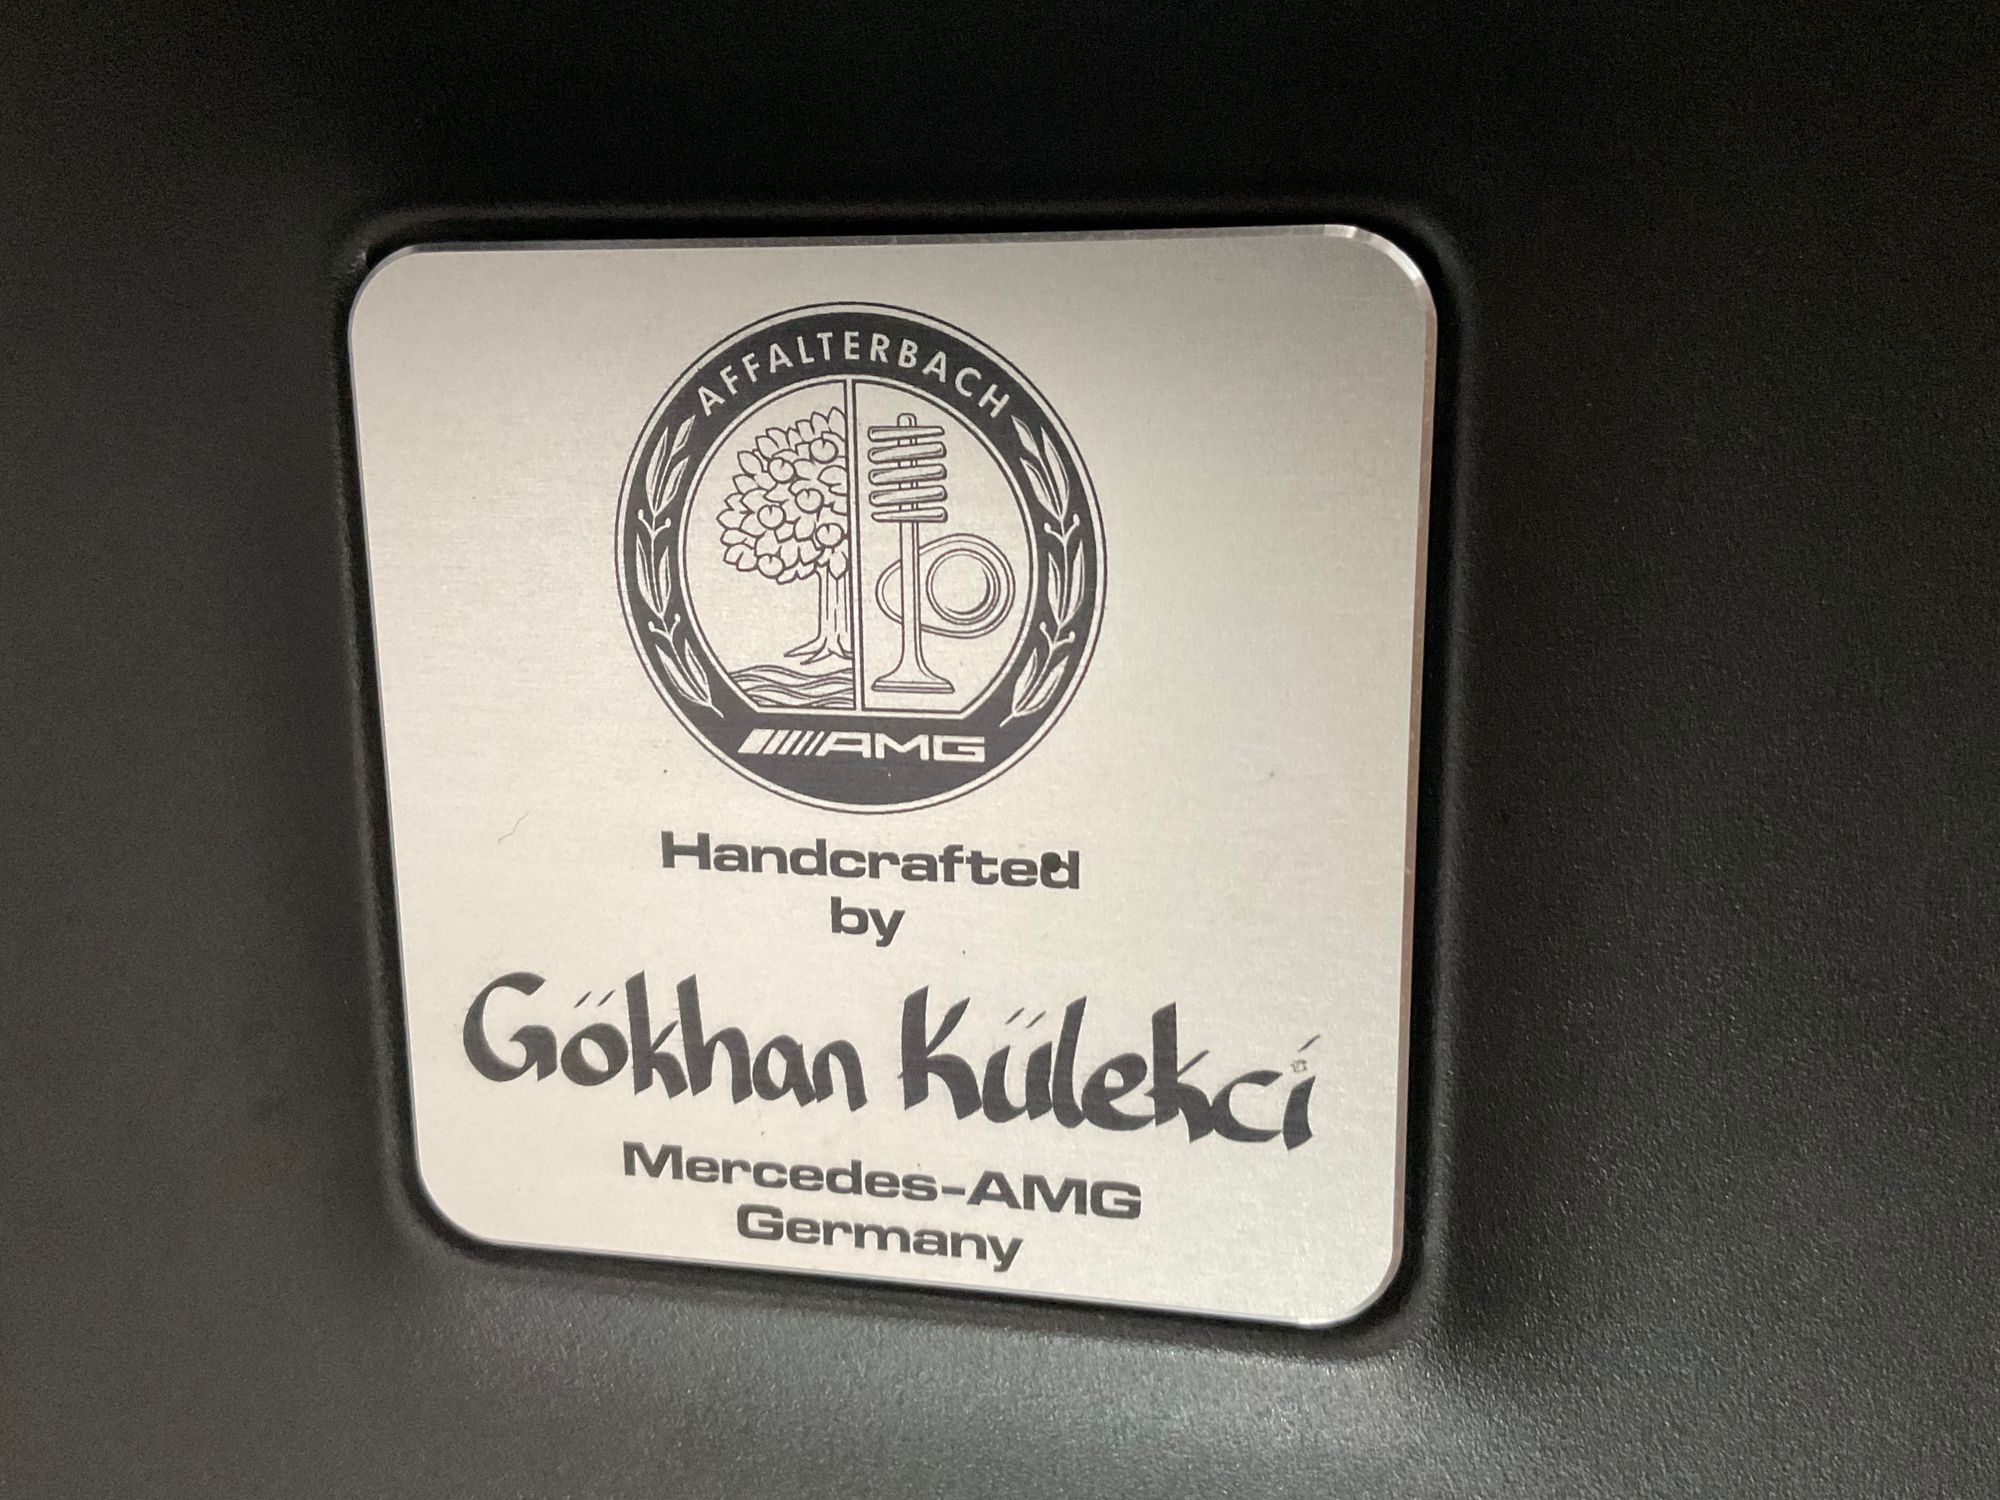 AFFALTERBACH
AMG
Handcrafted
by
Gökhan Külekci
Mercedes-AMG
Germany